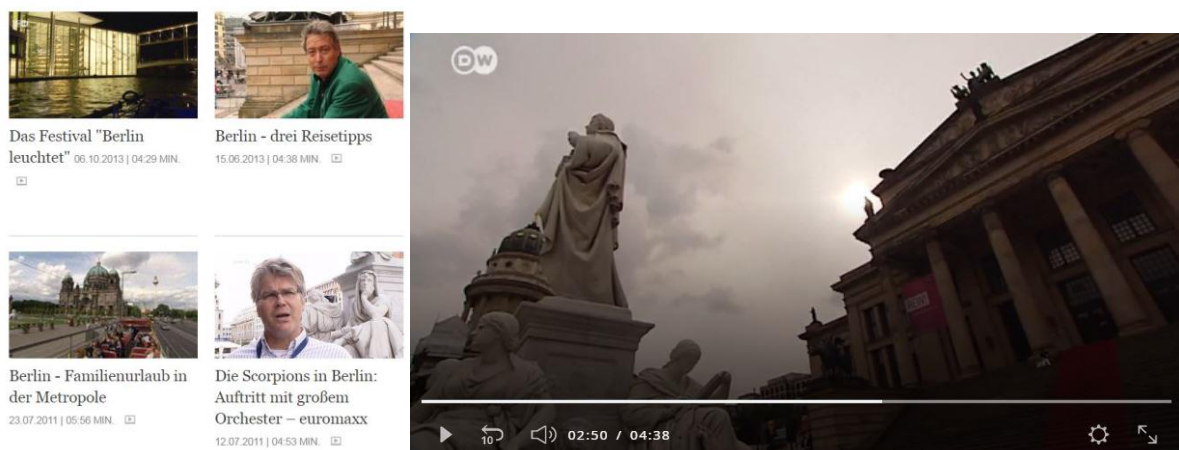 Das Festival "Berlin
leuchtet" 06.10.2013 | 04:29 MIN.
Berlin - drei Reisetipps
15.06.2013 | 04:38 MIN.
Berlin - Familienurlaub in
der Metropole
23.07.2011 | 05:56 MIN.
Die Scorpions in Berlin:
Auftritt mit großem
Orchester – euromaxx
12.07.2011 | 04:53 MIN.
DW
10
02:50 / 04:38